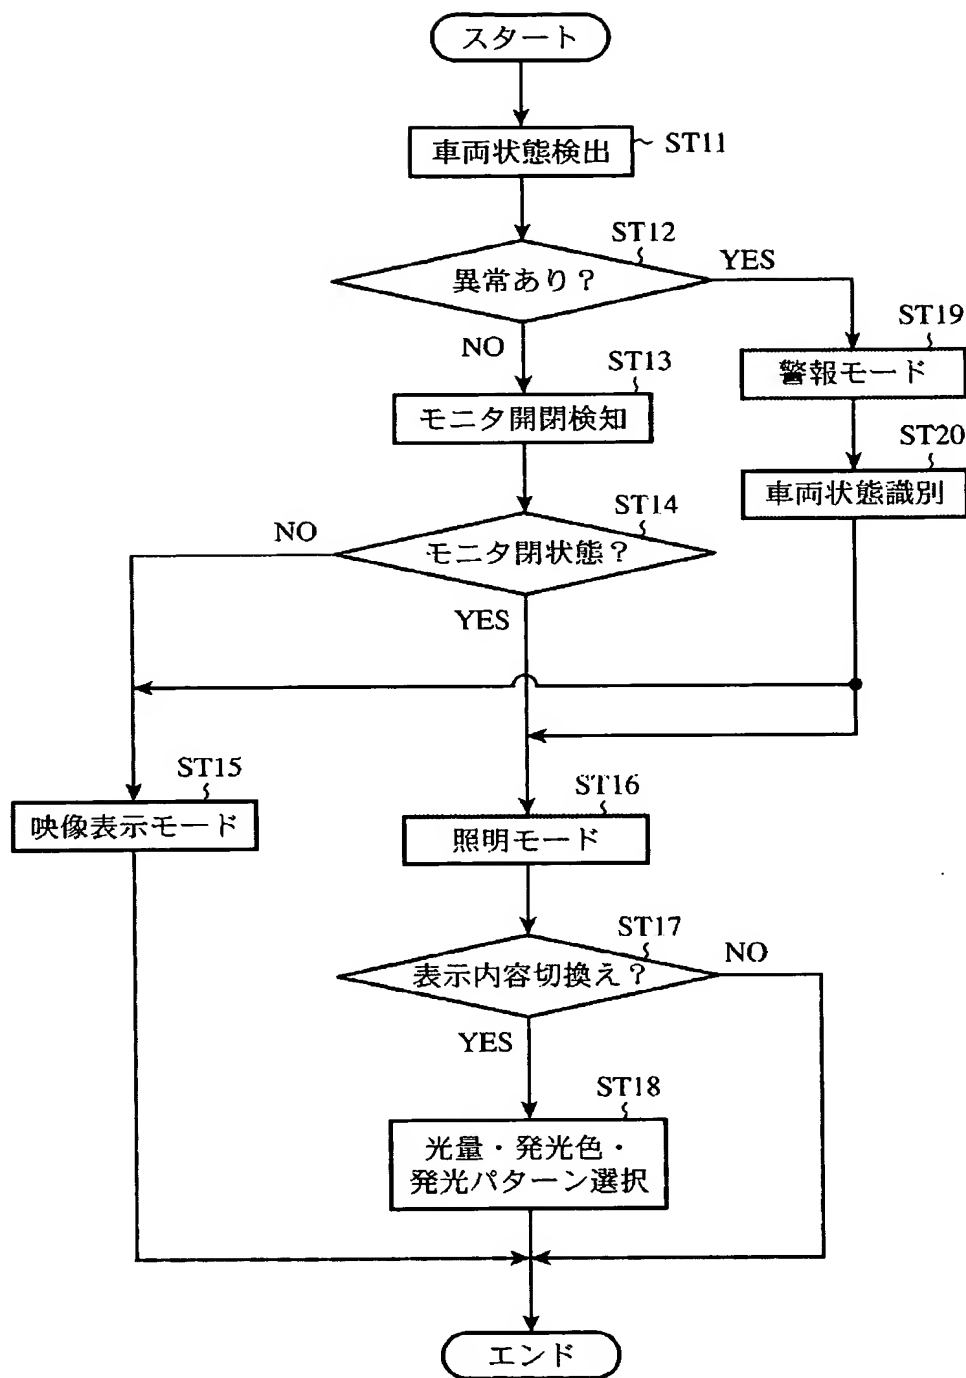 スタート
車両状態検出
ST11
ST12
異常あり？
YES
NO
ST19
警報モード
ST13
モニタ開閉検知
ST20
車両状態識別
ST14
モニタ閉状態？
NO
YES
ST15
映像表示モード
ST16
照明モード
ST17
表示内容切換え？
NO
YES
ST18
光量・発光色・
発光パターン選択
エンド